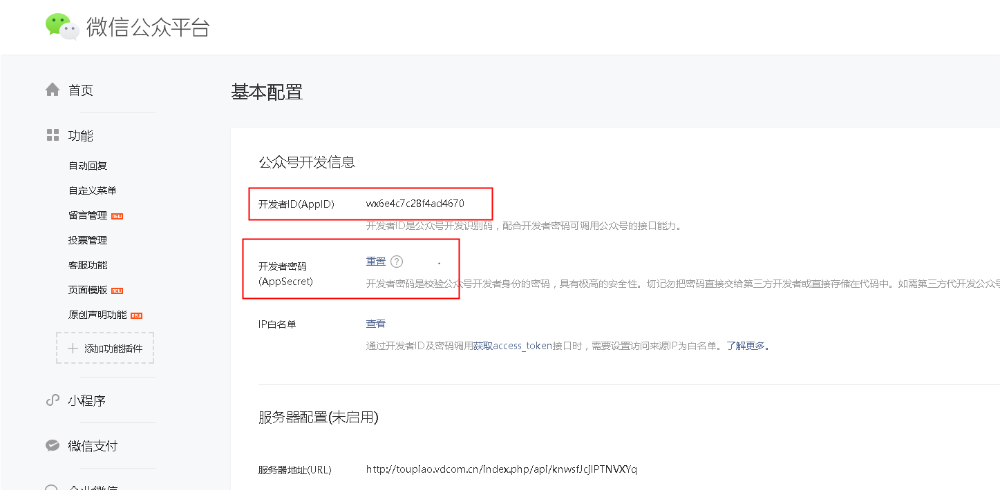 微信公众平台
首页
功能
自动回复
自定义菜单
留言管理 NEW
投票管理
客服功能
页面模版 NEW
原创声明功能 NEW
添加功能插件
小程序
微信支付
企业微信
基本配置
公众号开发信息
开发者ID(AppID) wx6e4c7c28f4ad4670
开发者ID是公众号开发识别码，配合开发者密码可调用公众号的接口能力。
开发者密码 重置 ?
(AppSecret)
开发者密码是校验公众号开发者身份的密码，具有极高的安全性。切记勿把密码直接交给第三方开发者或直接存储在代码中。如需第三方代开发公众号
IP白名单 查看
通过开发者ID及密码调用获取access_token接口时，需要设置访问来源IP为白名单。了解更多。
服务器配置(未启用)
服务器地址(URL) http://toupiao.vdcom.cn/index.php/api/knwsfJcjIPTNVXYq